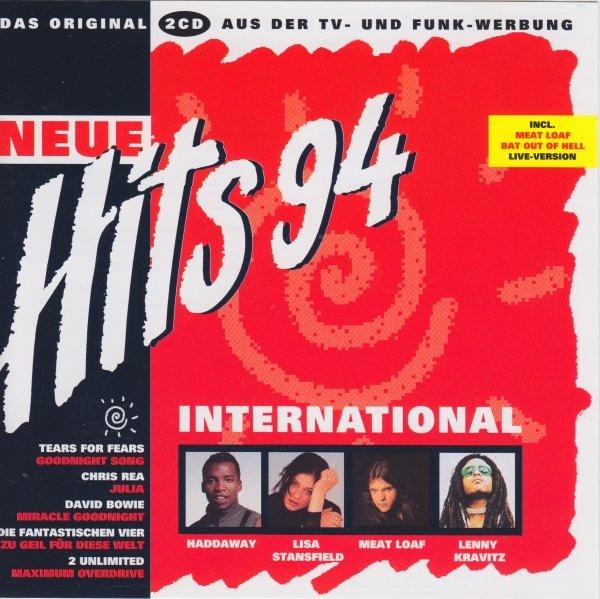 DAS ORIGINAL 2CD AUS DER TV- UND FUNK-WERBUNG
NEUE
Hits 94
INCL.
MEAT LOAF
BAT OUT OF HELL
LIVE-VERSION
INTERNATIONAL
TEARS FOR FEARS
GOODNIGHT SONG
CHRIS REA
JULIA
DAVID BOWIE
MIRACLE GOODNIGHT
DIE FANTASTISCHEN VIER
ZU GEIL FÜR DIESE WELT
2 UNLIMITED
MAXIMUM OVERDRIVE
HADDAWAY
LISA
STANSFIELD
MEAT LOAF
LENNY
KRAVITZ